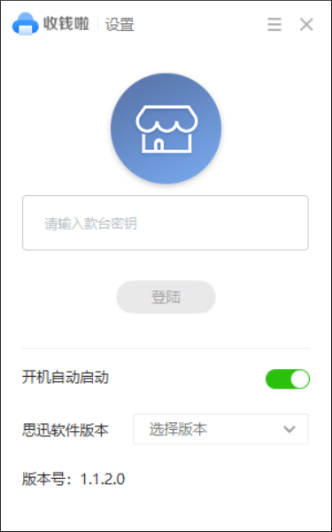 收钱啦 设置
请输入款台密钥
登陆
开机自动启动
思迅软件版本 选择版本
版本号：1.1.2.0